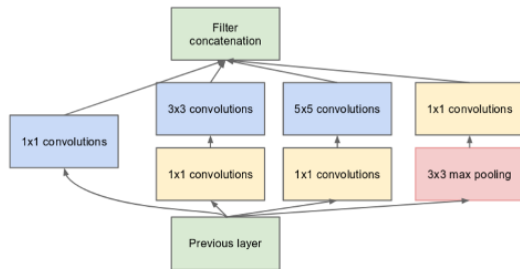 Filter
concatenation
3x3 convolutions
5x5 convolutions
1x1 convolutions
1x1 convolutions
1x1 convolutions
1x1 convolutions
3x3 max pooling
Previous layer